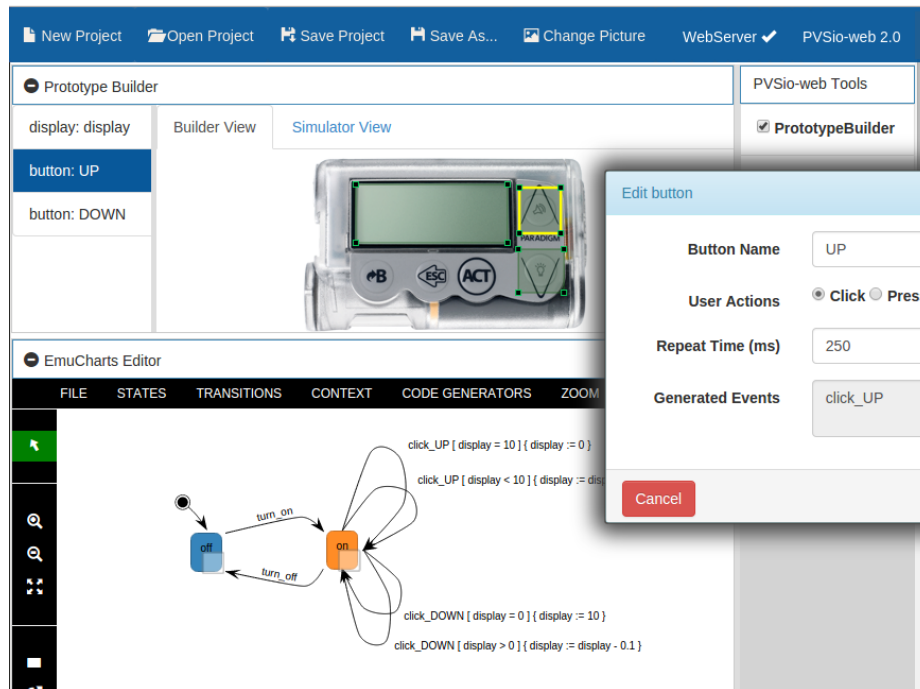 New Project Open Project Save Project Save As... Change Picture WebServer PVSio-web 2.0
Prototype Builder
PVSio-web Tools
display: display
Builder View Simulator View
PrototypeBuilder
button: UP
button: DOWN
PARADIGM
B ESC ACT
Edit button
Button Name UP
User Actions Click Pres
Repeat Time (ms) 250
Generated Events click_UP
Cancel
EmuCharts Editor
FILE STATES TRANSITIONS CONTEXT CODE GENERATORS ZOOM
click_UP [ display = 10 ] { display := 0 }
click_UP [ display < 10 ] { display := disp
turn_on
off
on
turn_off
click_DOWN [ display = 0 ] { display := 10 }
click_DOWN [ display > 0 ] { display := display - 0.1 }